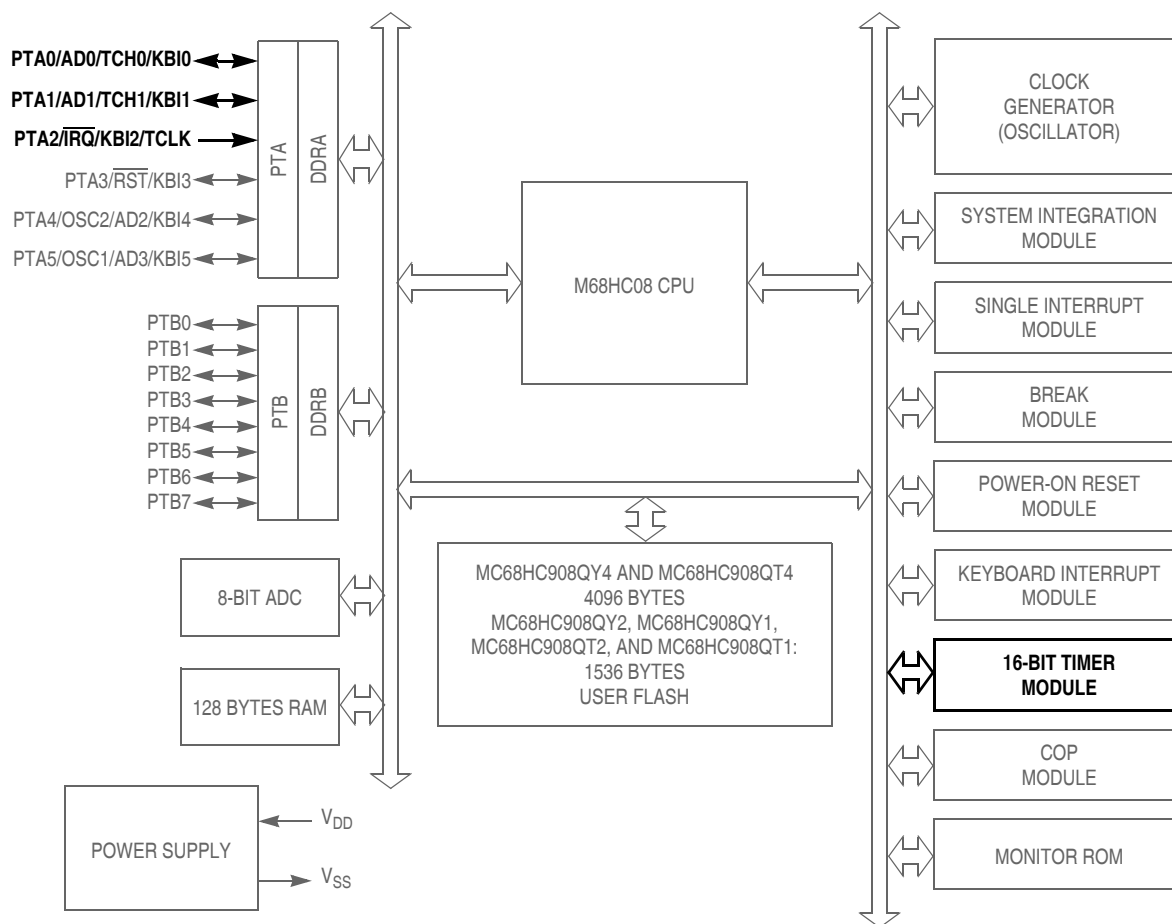 PTA0/AD0/TCH0/KBI0
PTA1/AD1/TCH1/KBI1
PTA2/IRQ/KBI2/TCLK
PTA3/RST/KBI3
PTA4/OSC2/AD2/KBI4
PTA5/OSC1/AD3/KBI5
PTA
DDRA
PTB0
PTB1
PTB2
PTB3
PTB4
PTB5
PTB6
PTB7
PTB
DDRB
8-BIT ADC
128 BYTES RAM
POWER SUPPLY
VDD
VSS
M68HC08 CPU
MC68HC908QY4 AND MC68HC908QT4
4096 BYTES
MC68HC908QY2, MC68HC908QY1,
MC68HC908QT2, AND MC68HC908QT1:
1536 BYTES
USER FLASH
CLOCK
GENERATOR
(OSCILLATOR)
SYSTEM INTEGRATION
MODULE
SINGLE INTERRUPT
MODULE
BREAK
MODULE
POWER-ON RESET
MODULE
KEYBOARD INTERRUPT
MODULE
16-BIT TIMER
MODULE
COP
MODULE
MONITOR ROM